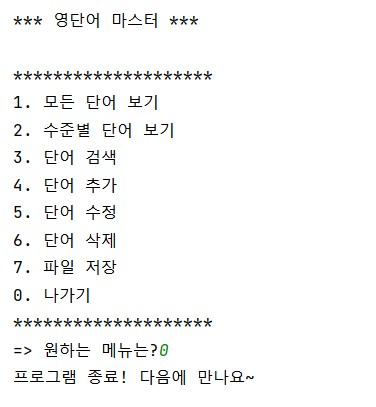 *** 영단어 마스터 ***
********************
1. 모든 단어 보기
2. 수준별 단어 보기
3. 단어 검색
4. 단어 추가
5. 단어 수정
6. 단어 삭제
7. 파일 저장
0. 나가기
********************
=> 원하는 메뉴는?0
프로그램 종료! 다음에 만나요~